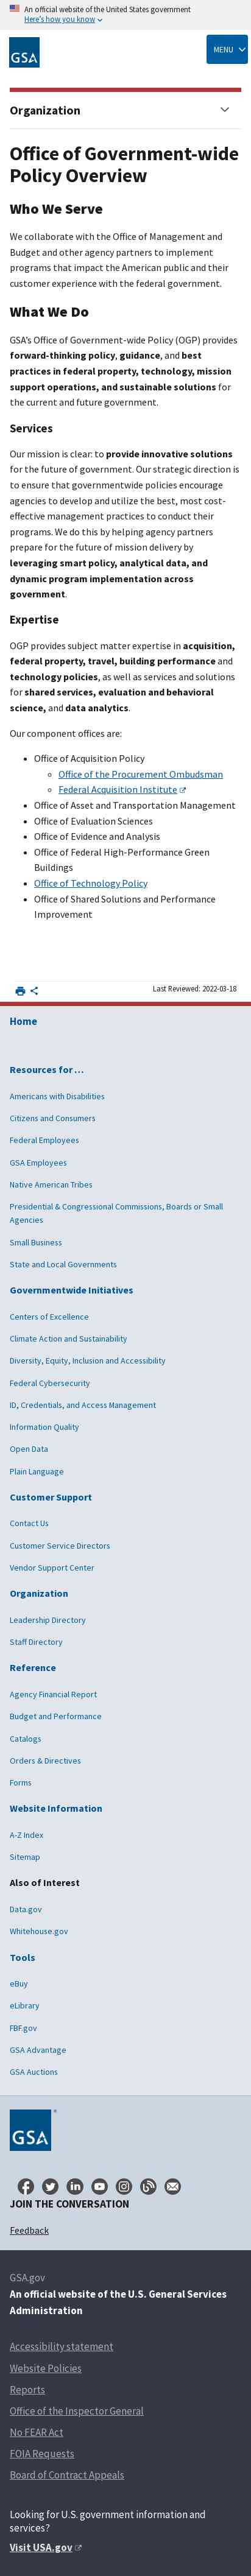 An official website of the United States government
Here's how you know
GSA
MENU
Organization
Office of Government-wide
Policy Overview
Who We Serve
We collaborate with the Office of Management and
Budget and other agency partners to implement
programs that impact the American public and their
customer experience with the federal government.
What We Do
GSA's Office of Government-wide Policy (OGP) provides
forward-thinking policy, guidance, and best
practices in federal property, technology, mission
support operations, and sustainable solutions for
the current and future government.
Services
Our mission is clear: to provide innovative solutions
for the future of government. Our strategic direction is
to ensure that governmentwide policies encourage
agencies to develop and utilize the best, most cost-
effective management practices to conduct their
programs. We do this by helping agency partners
prepare for the future of mission delivery by
leveraging smart policy, analytical data, and
dynamic program implementation across
government.
Expertise
OGP provides subject matter expertise in acquisition,
federal property, travel, building performance and
technology policies, as well as services and solutions
for shared services, evaluation and behavioral
science, and data analytics.
Our component offices are:
Office of Acquisition Policy
Office of the Procurement Ombudsman
Federal Acquisition Institute
Office of Asset and Transportation Management
Office of Evaluation Sciences
Office of Evidence and Analysis
Office of Federal High-Performance Green
Buildings
Office of Technology Policy
Office of Shared Solutions and Performance
Improvement
Last Reviewed: 2022-03-18
Home
Resources for …
Americans with Disabilities
Citizens and Consumers
Federal Employees
GSA Employees
Native American Tribes
Presidential & Congressional Commissions, Boards or Small
Agencies
Small Business
State and Local Governments
Governmentwide Initiatives
Centers of Excellence
Climate Action and Sustainability
Diversity, Equity, Inclusion and Accessibility
Federal Cybersecurity
ID, Credentials, and Access Management
Information Quality
Open Data
Plain Language
Customer Support
Contact Us
Customer Service Directors
Vendor Support Center
Organization
Leadership Directory
Staff Directory
Reference
Agency Financial Report
Budget and Performance
Catalogs
Orders & Directives
Forms
Website Information
A-Z Index
Sitemap
Also of Interest
Data.gov
Whitehouse.gov
Tools
eBuy
eLibrary
FBF.gov
GSA Advantage
GSA Auctions
GSA
JOIN THE CONVERSATION
Feedback
GSA.gov
An official website of the U.S. General Services
Administration
Accessibility statement
Website Policies
Reports
Office of the Inspector General
No FEAR Act
FOIA Requests
Board of Contract Appeals
Looking for U.S. government information and
services?
Visit USA.gov